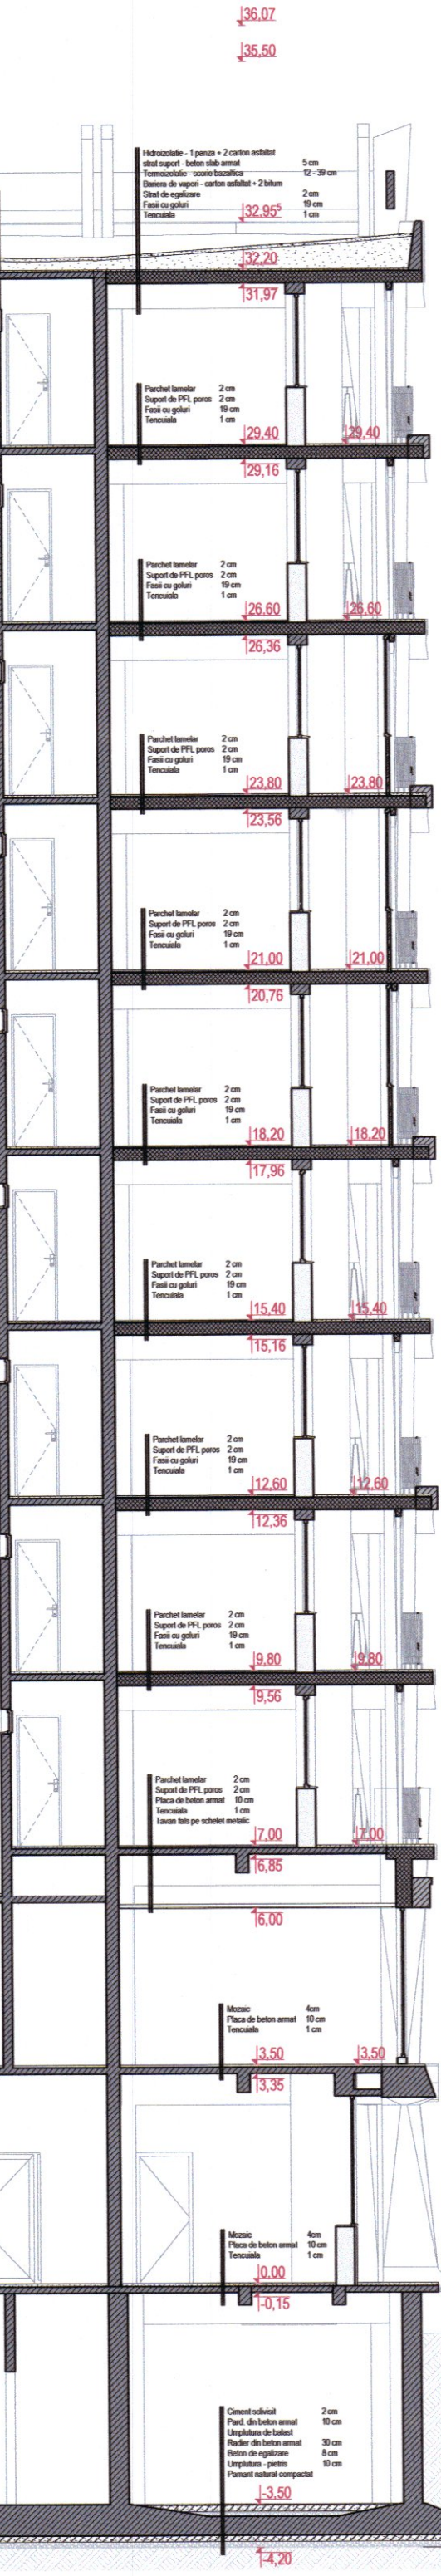 36,07
35,50
Hidroizolatie - 1 panza + 2 carton asfaltat
strat suport - beton slab armat 5 cm
Termoizolatie - scorie bazaltica 12 - 39 cm
Bariera de vapori - carton asfaltat + 2 bitum
Strat de egalizare 2 cm
Fasii cu goluri 19 cm
Tencuiala 1 cm
32,95⁵
32,20
31,97
Parchet lamelar 2 cm
Suport de PFL poros 2 cm
Fasii cu goluri 19 cm
Tencuiala 1 cm
29,40 29,40
29,16
Parchet lamelar 2 cm
Suport de PFL poros 2 cm
Fasii cu goluri 19 cm
Tencuiala 1 cm
26,60 26,60
26,36
Parchet lamelar 2 cm
Suport de PFL poros 2 cm
Fasii cu goluri 19 cm
Tencuiala 1 cm
23,80 23,80
23,56
Parchet lamelar 2 cm
Suport de PFL poros 2 cm
Fasii cu goluri 19 cm
Tencuiala 1 cm
21,00 21,00
20,76
Parchet lamelar 2 cm
Suport de PFL poros 2 cm
Fasii cu goluri 19 cm
Tencuiala 1 cm
18,20 18,20
17,96
Parchet lamelar 2 cm
Suport de PFL poros 2 cm
Fasii cu goluri 19 cm
Tencuiala 1 cm
15,40 15,40
15,16
Parchet lamelar 2 cm
Suport de PFL poros 2 cm
Fasii cu goluri 19 cm
Tencuiala 1 cm
12,60 12,60
12,36
Parchet lamelar 2 cm
Suport de PFL poros 2 cm
Fasii cu goluri 19 cm
Tencuiala 1 cm
9,80 9,80
9,56
Parchet lamelar 2 cm
Suport de PFL poros 2 cm
Placa de beton armat 10 cm
Tencuiala 1 cm
Tavan fals pe schelet metalic
7,00 7,00
6,85
6,00
Mozaic 4cm
Placa de beton armat 10 cm
Tencuiala 1 cm
3,50 3,50
3,35
Mozaic 4cm
Placa de beton armat 10 cm
Tencuiala 1 cm
0,00
-0,15
Ciment sclivisit 2 cm
Pard. din beton armat 10 cm
Umplutura de balast
Radier din beton armat 30 cm
Beton de egalizare 8 cm
Umplutura - pietris 10 cm
Pamant natural compactat
-3,50
-4,20